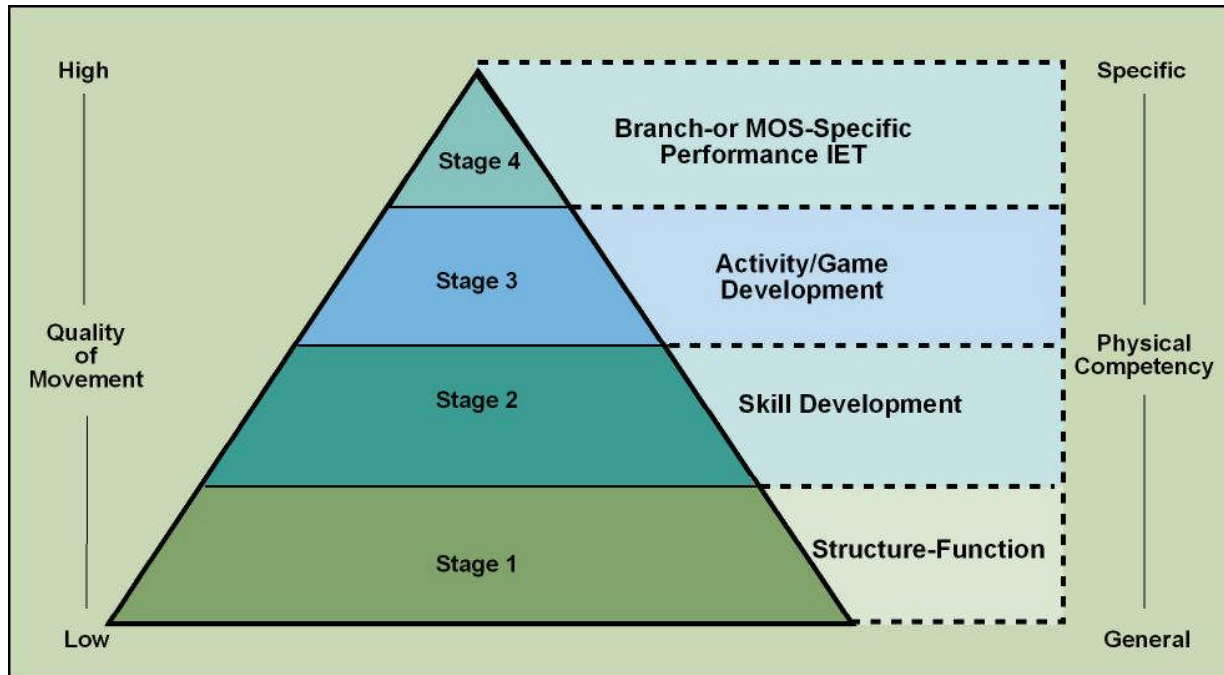 High
Specific
Branch-or MOS-Specific
Performance IET
Stage 4
Activity/Game
Development
Stage 3
Quality
of
Movement
Physical
Competency
Stage 2
Skill Development
Structure-Function
Stage 1
Low
General